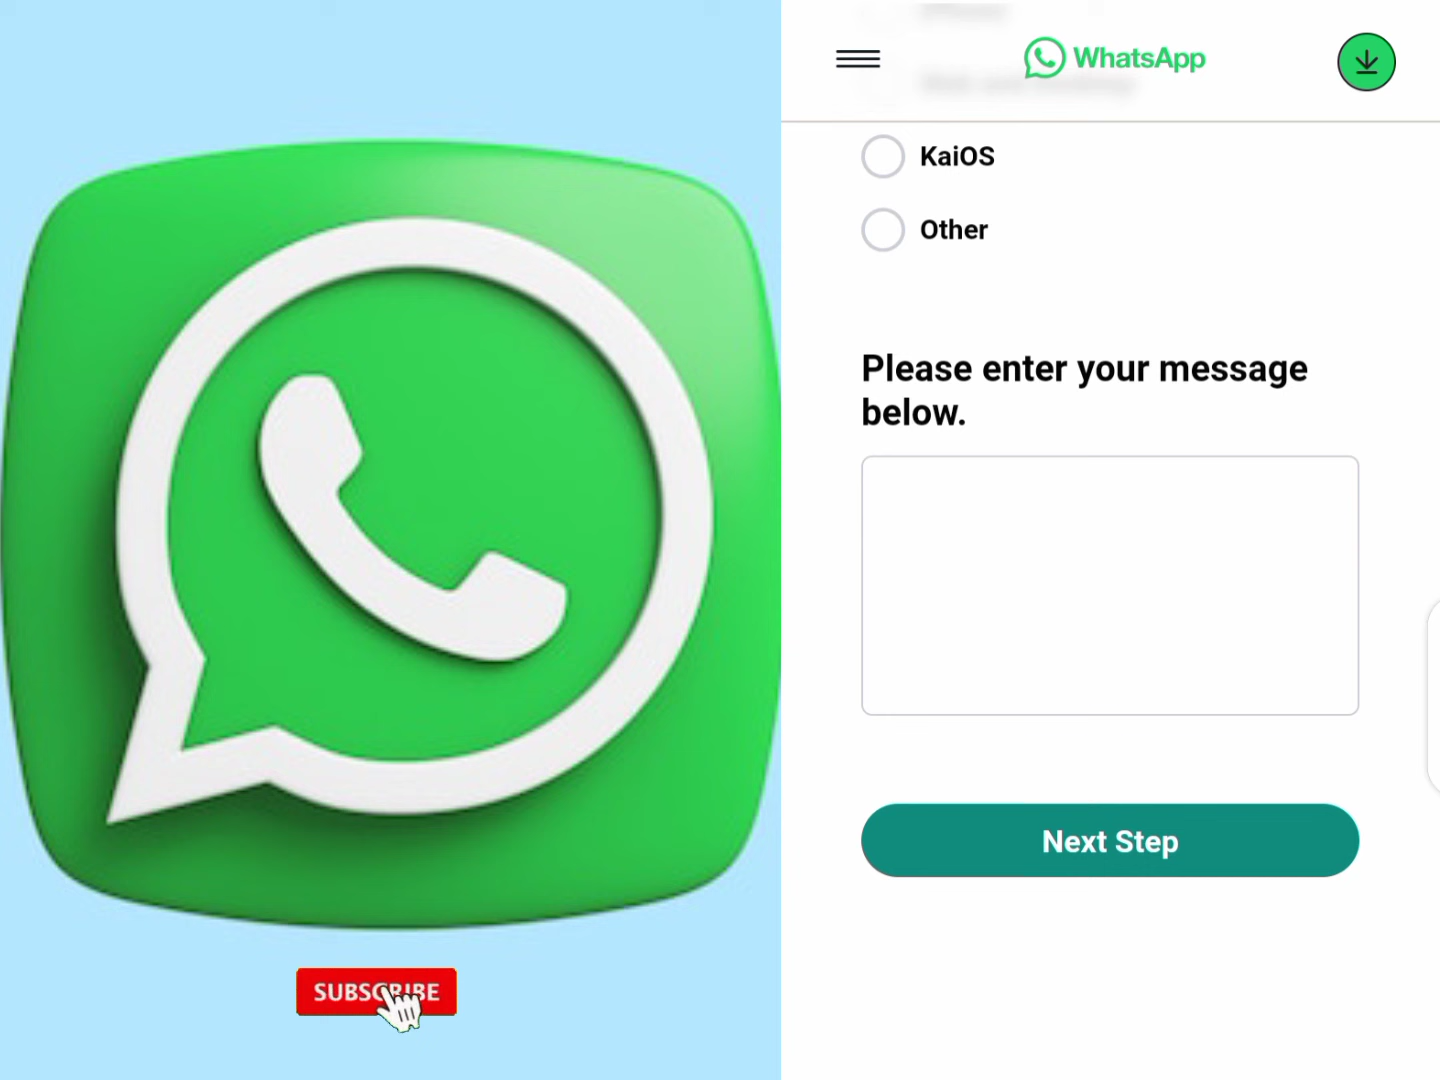 SUBSCRIBE
WhatsApp
KaiOS
Other
Please enter your message
below.
Next Step